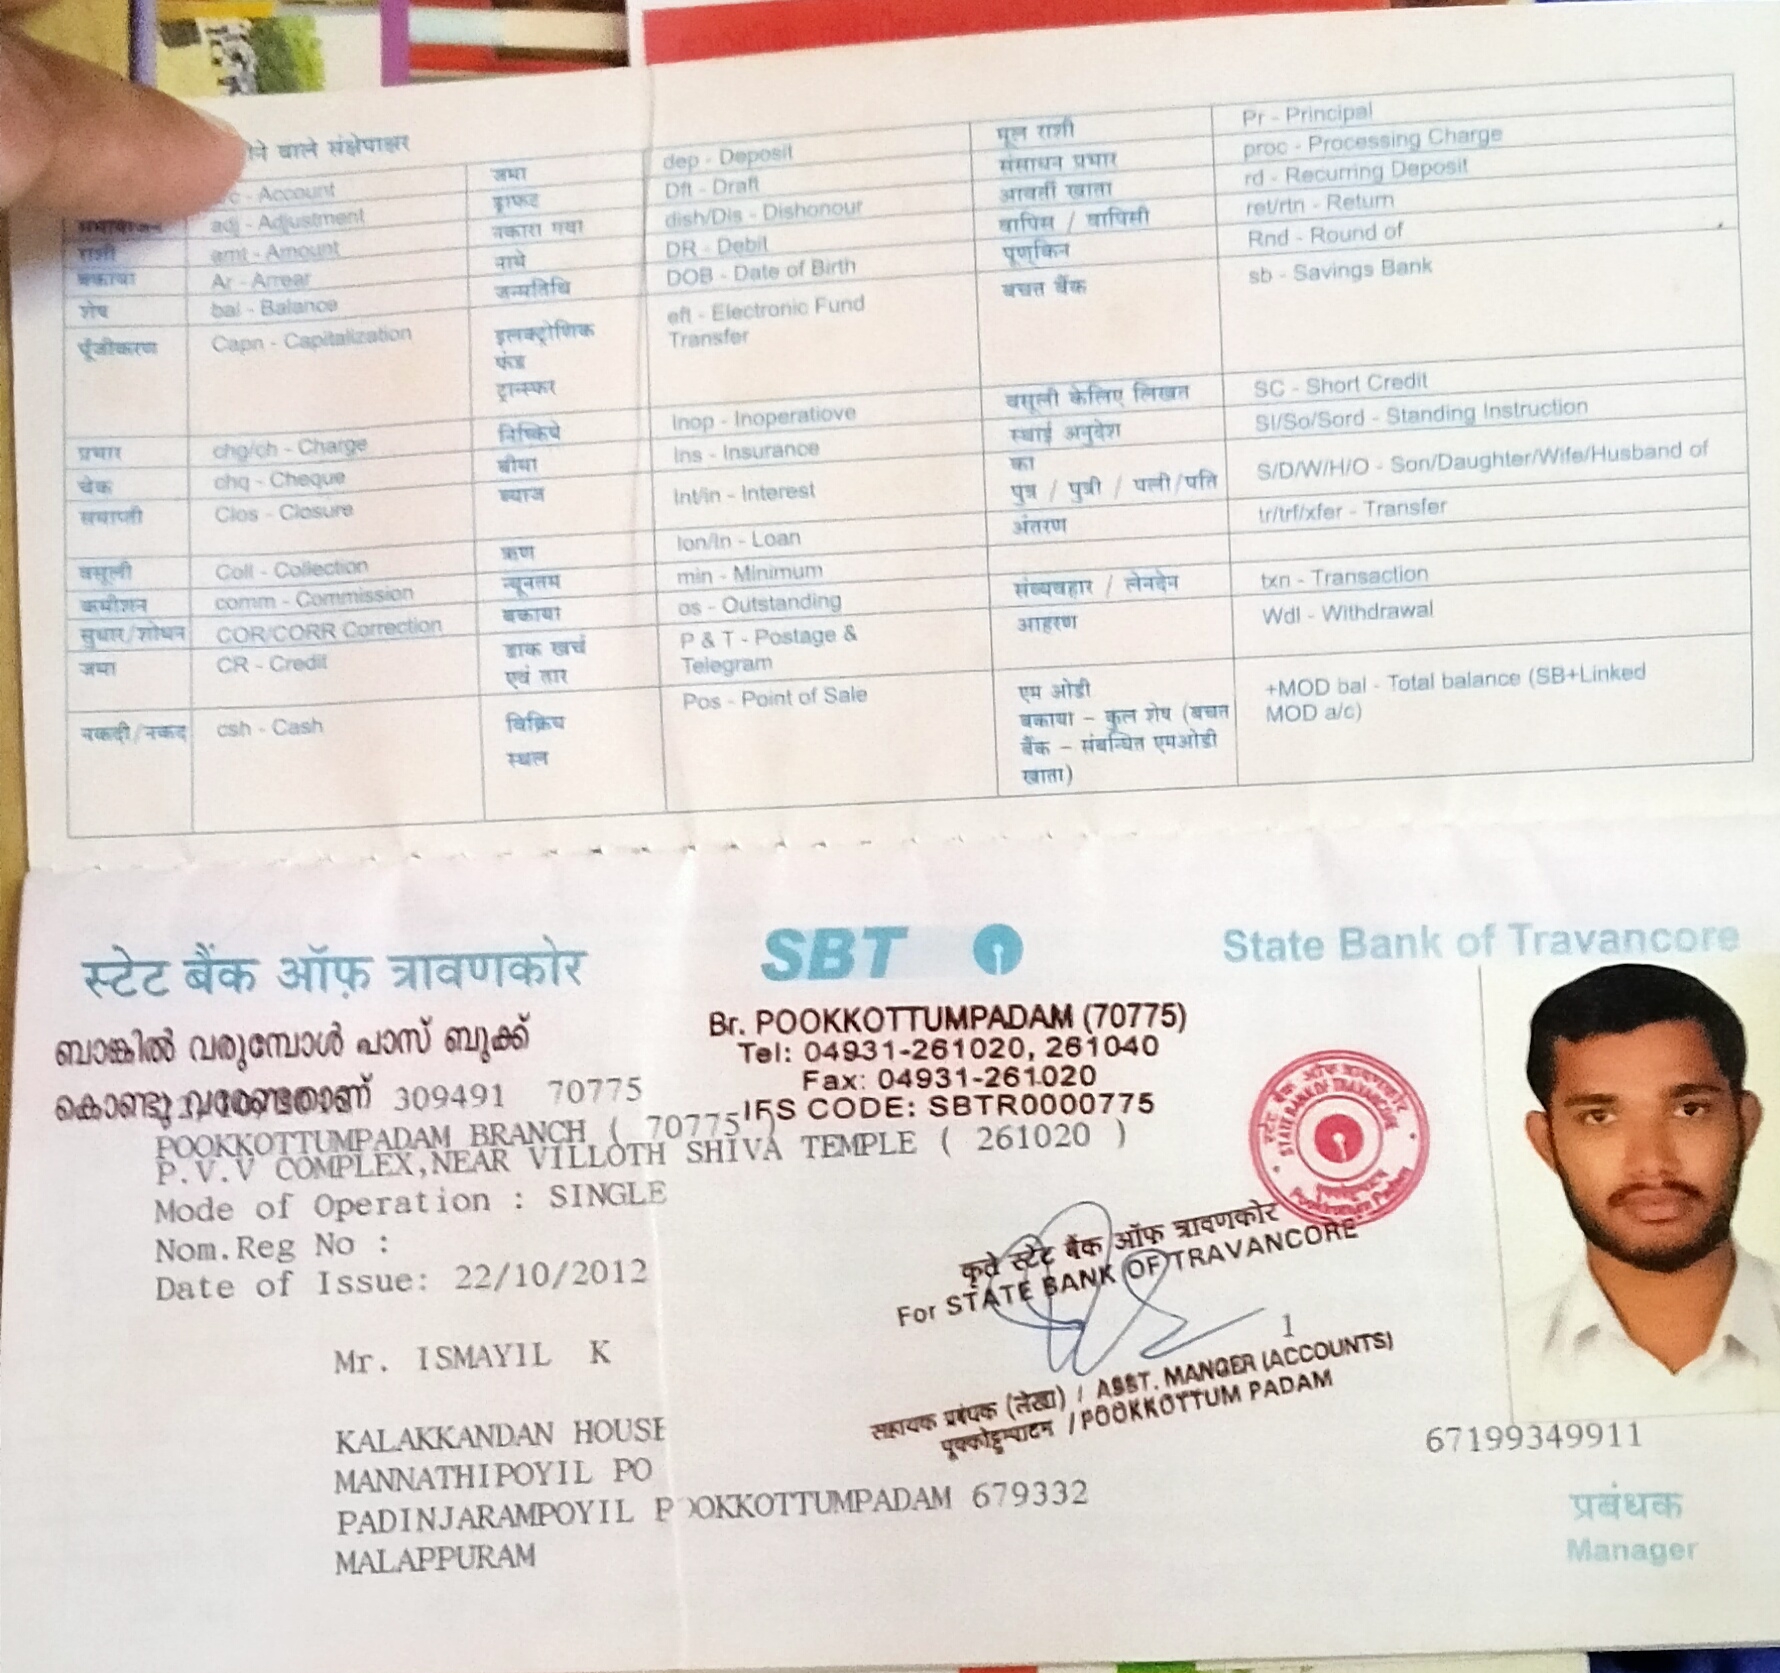 ाने वाले संक्षेपाक्षर
c - Account
समायोजन adj - Adjustment
राशी amt - Amount
बकाया Ar - Arrear
शेष bal - Balance
पूँजीकरण Capn - Capitalization
प्रभार chg/ch - Charge
चेक chq - Cheque
समाप्ती Clos - Closure
वसूली Coll - Collection
कमीशन comm - Commission
सुधार/शोधन COR/CORR Correction
जमा CR - Credit
नकदी/नकद csh - Cash
जमा dep - Deposit
ड्राफट Dft - Draft
नकारा गया dish/Dis - Dishonour
नामे DR - Debit
जन्मतिथि DOB - Date of Birth
इलक्ट्रोणिक eft - Electronic Fund
फंड Transfer
ट्रान्स्फर
निष्क्रिये Inop - Inoperatiove
बीमा Ins - Insurance
ब्याज Int/in - Interest
ऋण lon/ln - Loan
न्यूनतम min - Minimum
बकाया os - Outstanding
डाक खर्च P & T - Postage &
एवं तार Telegram
विक्रिय Pos - Point of Sale
स्थल
मूल राशी Pr - Principal
संसाधन प्रभार proc - Processing Charge
आवर्ती खाता rd - Recurring Deposit
वापिस / वापिसी ret/rtn - Return
पूर्णांकन Rnd - Round of
बचत बैंक sb - Savings Bank
वसूली केलिए लिखत SC - Short Credit
स्थाई अनुदेश SI/So/Sord - Standing Instruction
का
पुत्र / पुत्री / पत्नी/पति S/D/W/H/O - Son/Daughter/Wife/Husband of
अंतरण tr/trf/xfer - Transfer
संव्यवहार / लेनदेन txn - Transaction
आहरण Wdl - Withdrawal
एम ओडी +MOD bal - Total balance (SB+Linked
बकाया – कुल शेष (बचत MOD a/c)
बैंक – संबन्धित एमओडी
खाता)
स्टेट बैंक ऑफ़ त्रावणकोर SBT State Bank of Travancore
ബാങ്കിൽ വരുമ്പോൾ പാസ് ബുക്ക്
കൊണ്ടുവരേണ്ടതാണ് 309491 70775
Br. POOKKOTTUMPADAM (70775)
Tel: 04931-261020, 261040
Fax: 04931-261020
IFS CODE: SBTR0000775
POOKKOTTUMPADAM BRANCH ( 70775 )
P.V.V COMPLEX,NEAR VILLOTH SHIVA TEMPLE ( 261020 )
Mode of Operation : SINGLE
Nom.Reg No :
Date of Issue: 22/10/2012
STATE BANK OF TRAVANCORE
कृते स्टेट बैंक ऑफ त्रावणकोर
For STATE BANK OF TRAVANCORE
1
सहायक प्रबंधक (लेखा) / ASST. MANGER (ACCOUNTS)
पूक्कोट्टुम्पाटम / POOKKOTTUM PADAM
Mr. ISMAYIL K
KALAKKANDAN HOUSE
MANNATHIPOYIL PO
PADINJARAMPOYIL POOKKOTTUMPADAM 679332
MALAPPURAM
67199349911
प्रबंधक
Manager